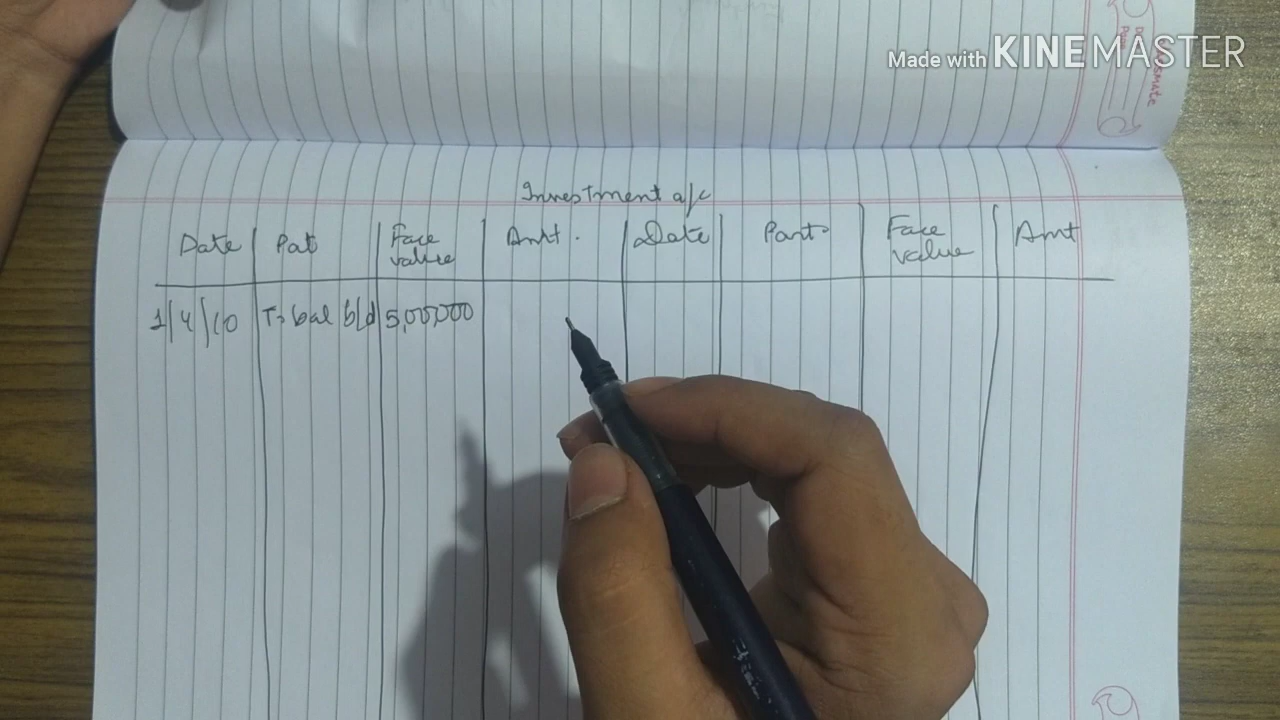 Made with KINEMASTER
Investment a/c
Date Pat Face value Amt. Date Part. Face value Amt
1/4/10 To bal b/d 5,00,000